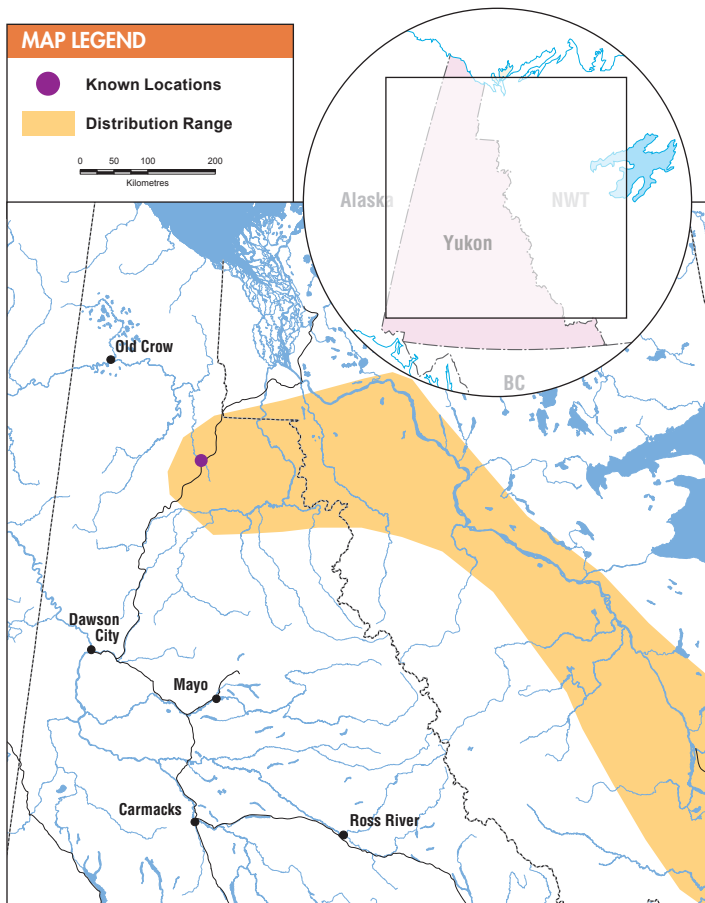 MAP LEGEND
Known Locations
Distribution Range
0 50 100 200
Kilometres
Alaska
NWT
Yukon
BC
Old Crow
Dawson
City
Mayo
Carmacks
Ross River